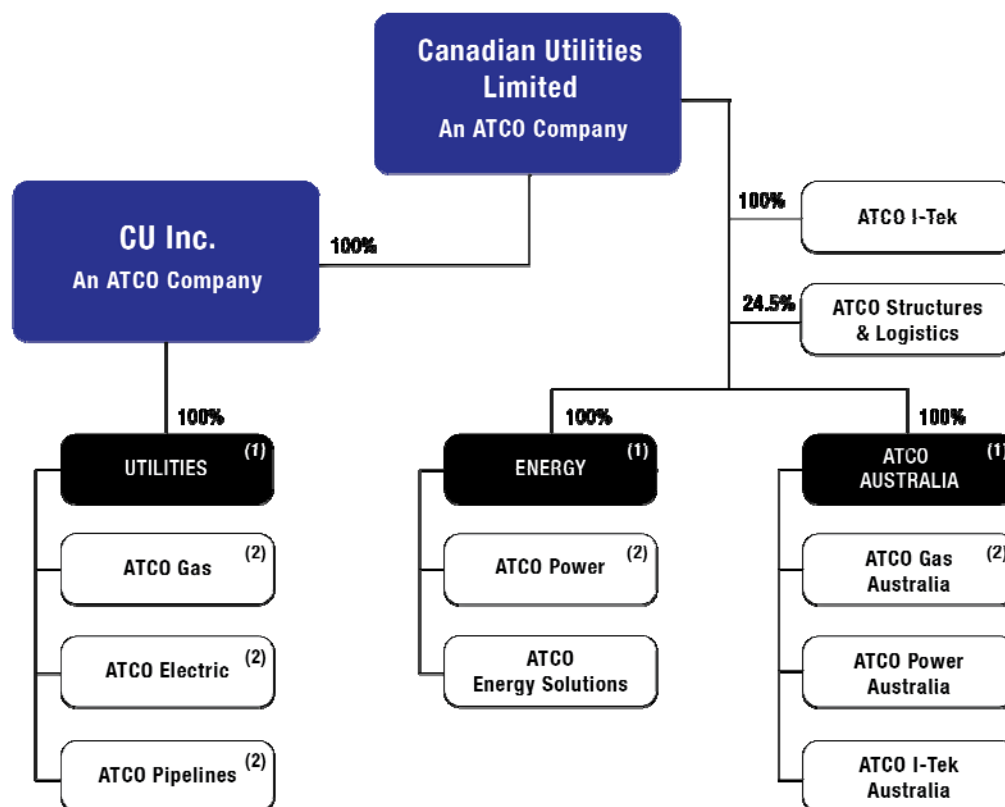 Canadian Utilities
Limited
An ATCO Company
CU Inc.
An ATCO Company
100%
100%
ATCO I-Tek
24.5%
ATCO Structures
& Logistics
100%
UTILITIES (1)
ATCO Gas (2)
ATCO Electric (2)
ATCO Pipelines (2)
100%
ENERGY (1)
ATCO Power (2)
ATCO
Energy Solutions
100%
ATCO (1)
AUSTRALIA
ATCO Gas (2)
Australia
ATCO Power
Australia
ATCO I-Tek
Australia